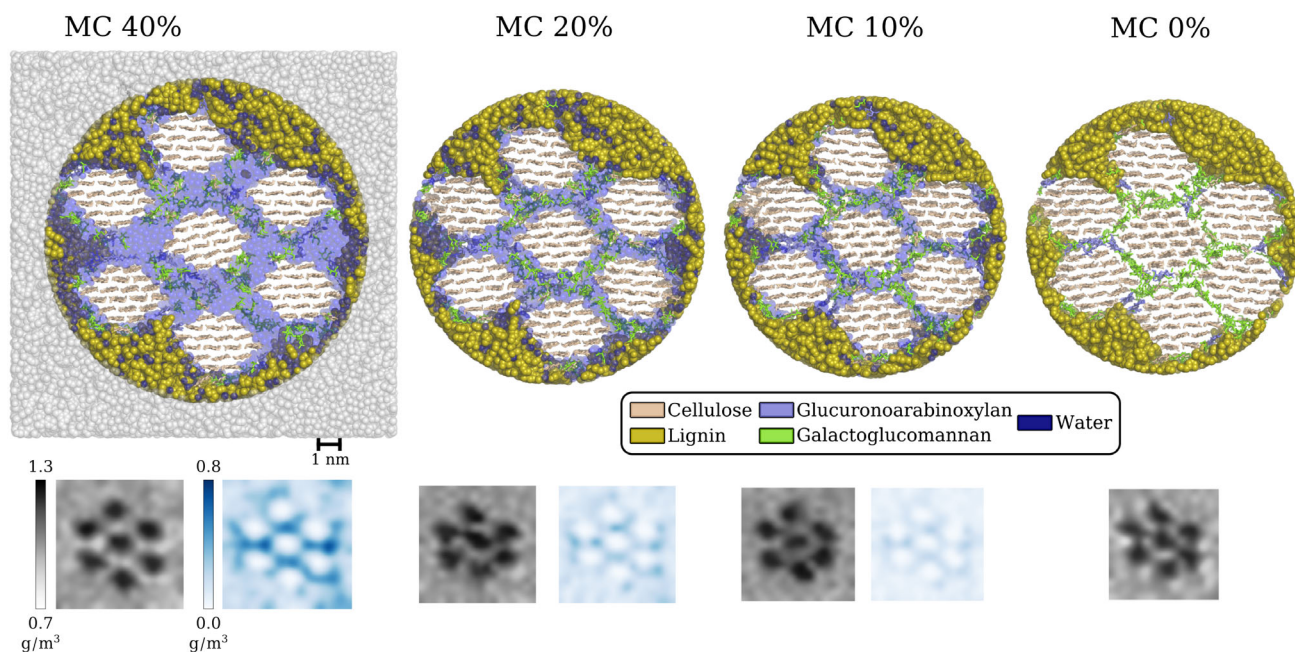 MC 40%
MC 20%
MC 10%
MC 0%
Cellulose
Glucuronoarabinoxylan
Water
Lignin
Galactoglucomannan
1 nm
1.3
0.8
0.7
0.0
g/m³
g/m³